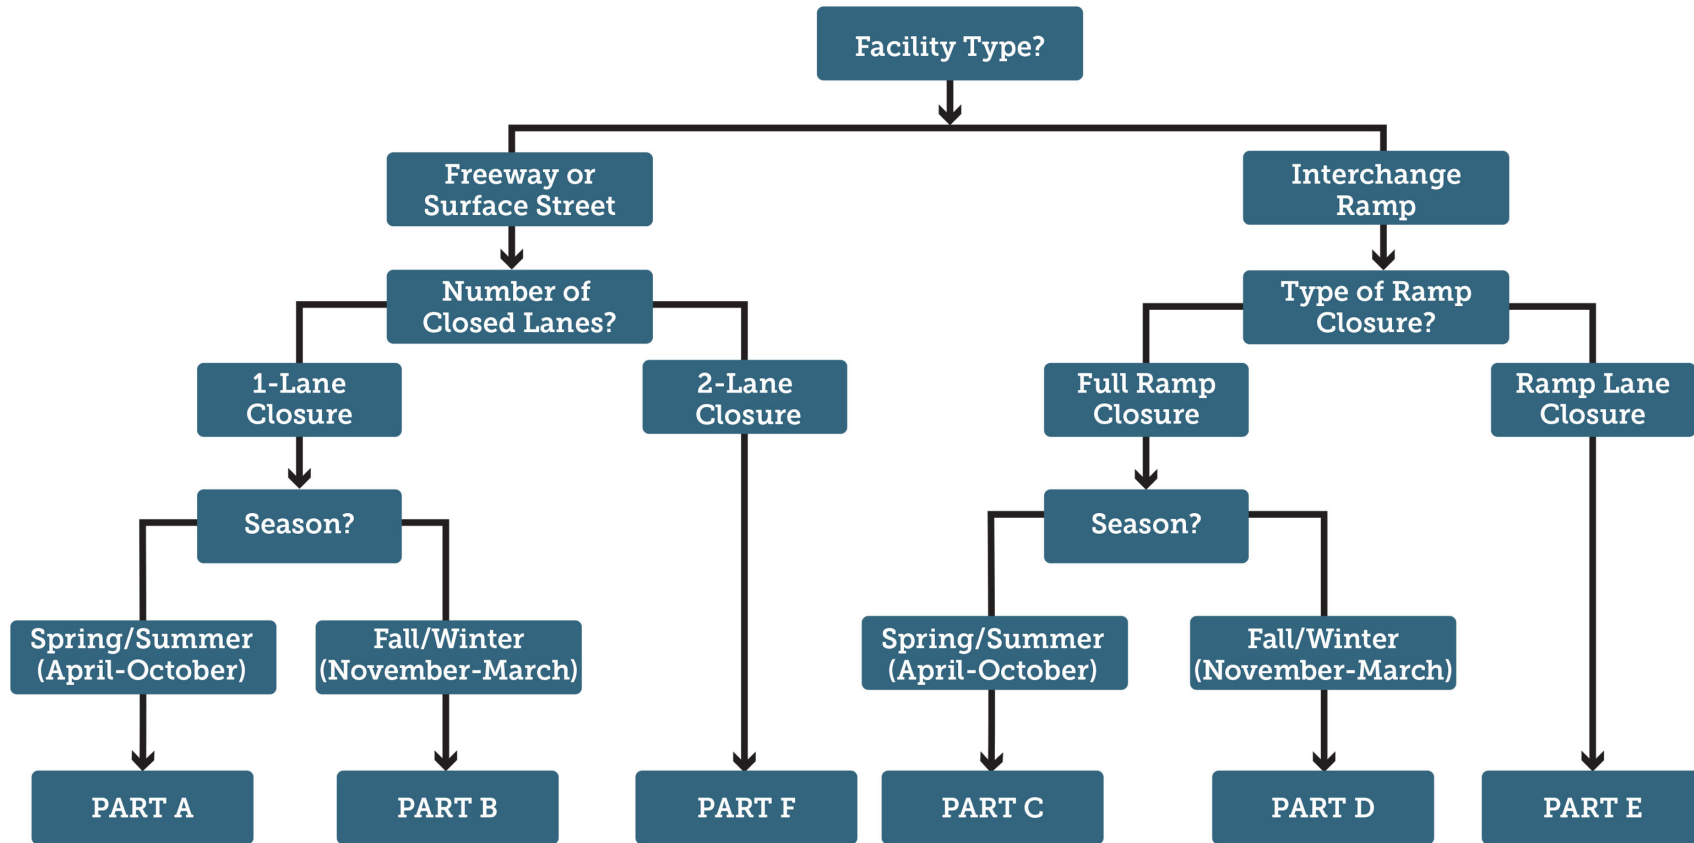 Facility Type?
Freeway or
Surface Street
Interchange
Ramp
Number of
Closed Lanes?
Type of Ramp
Closure?
1-Lane
Closure
2-Lane
Closure
Full Ramp
Closure
Ramp Lane
Closure
Season?
Season?
Spring/Summer
(April-October)
Fall/Winter
(November-March)
Spring/Summer
(April-October)
Fall/Winter
(November-March)
PART A
PART B
PART F
PART C
PART D
PART E